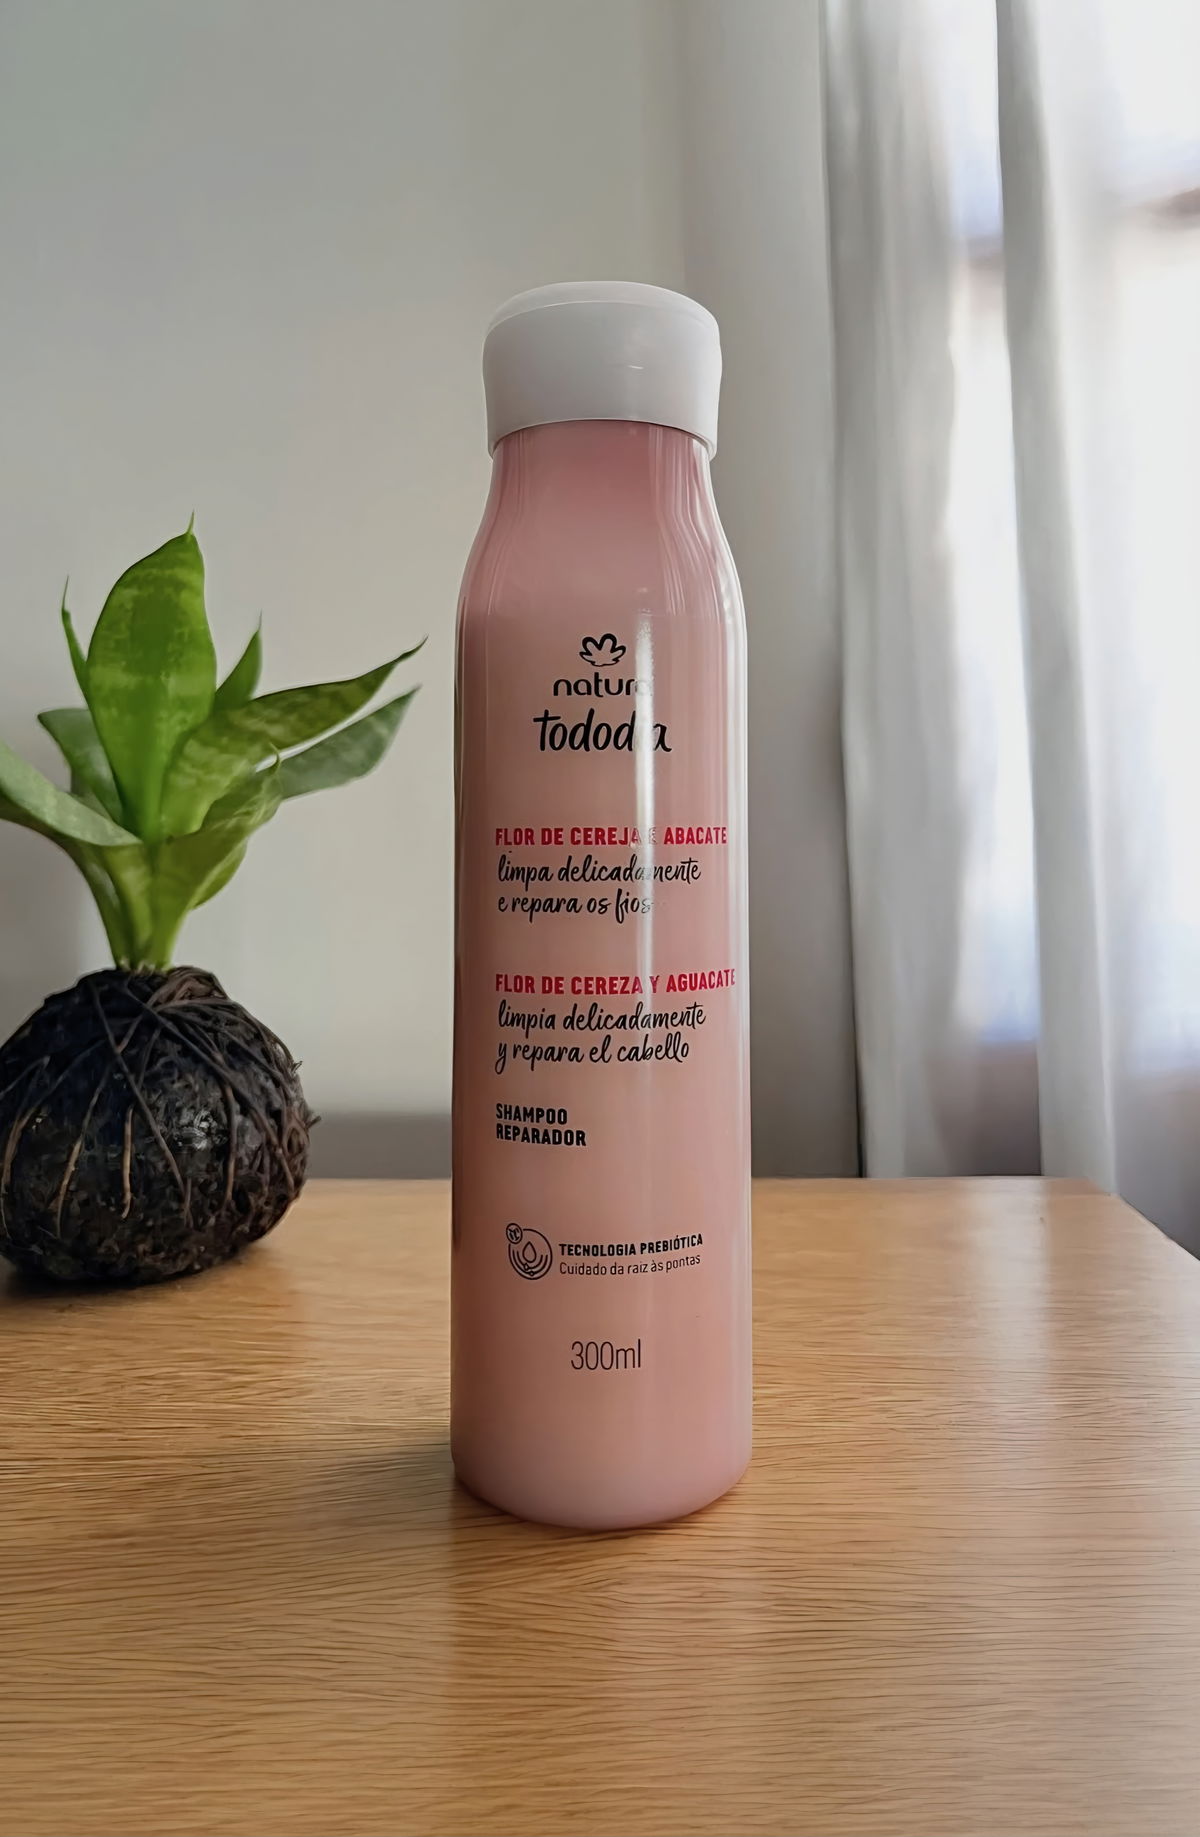 natura
tododia
FLOR DE CEREJA E ABACATE
limpa delicadamente
e repara os fios
FLOR DE CEREZA Y AGUACATE
limpia delicadamente
y repara el cabello
SHAMPOO
REPARADOR
TECNOLOGIA PREBIÓTICA
Cuidado da raiz às pontas
300ml